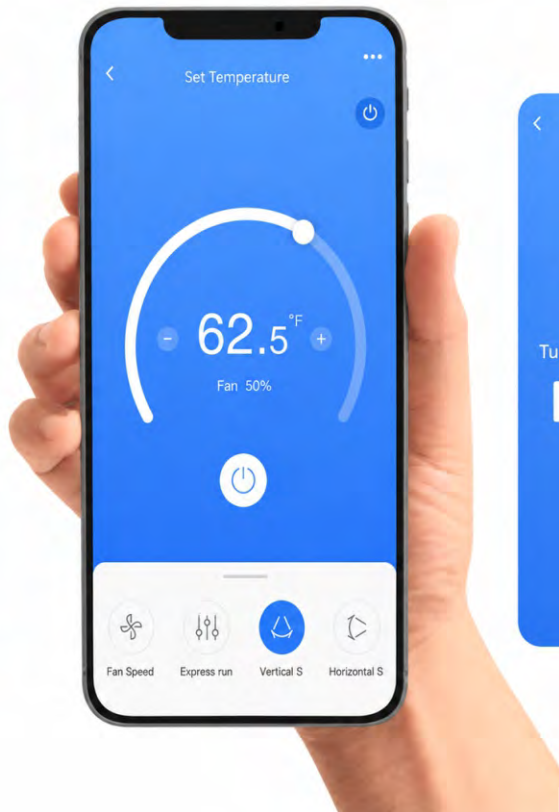 Set Temperature
62.5°F
Fan 50%
Fan Speed
Express run
Vertical S
Horizontal S
Tu